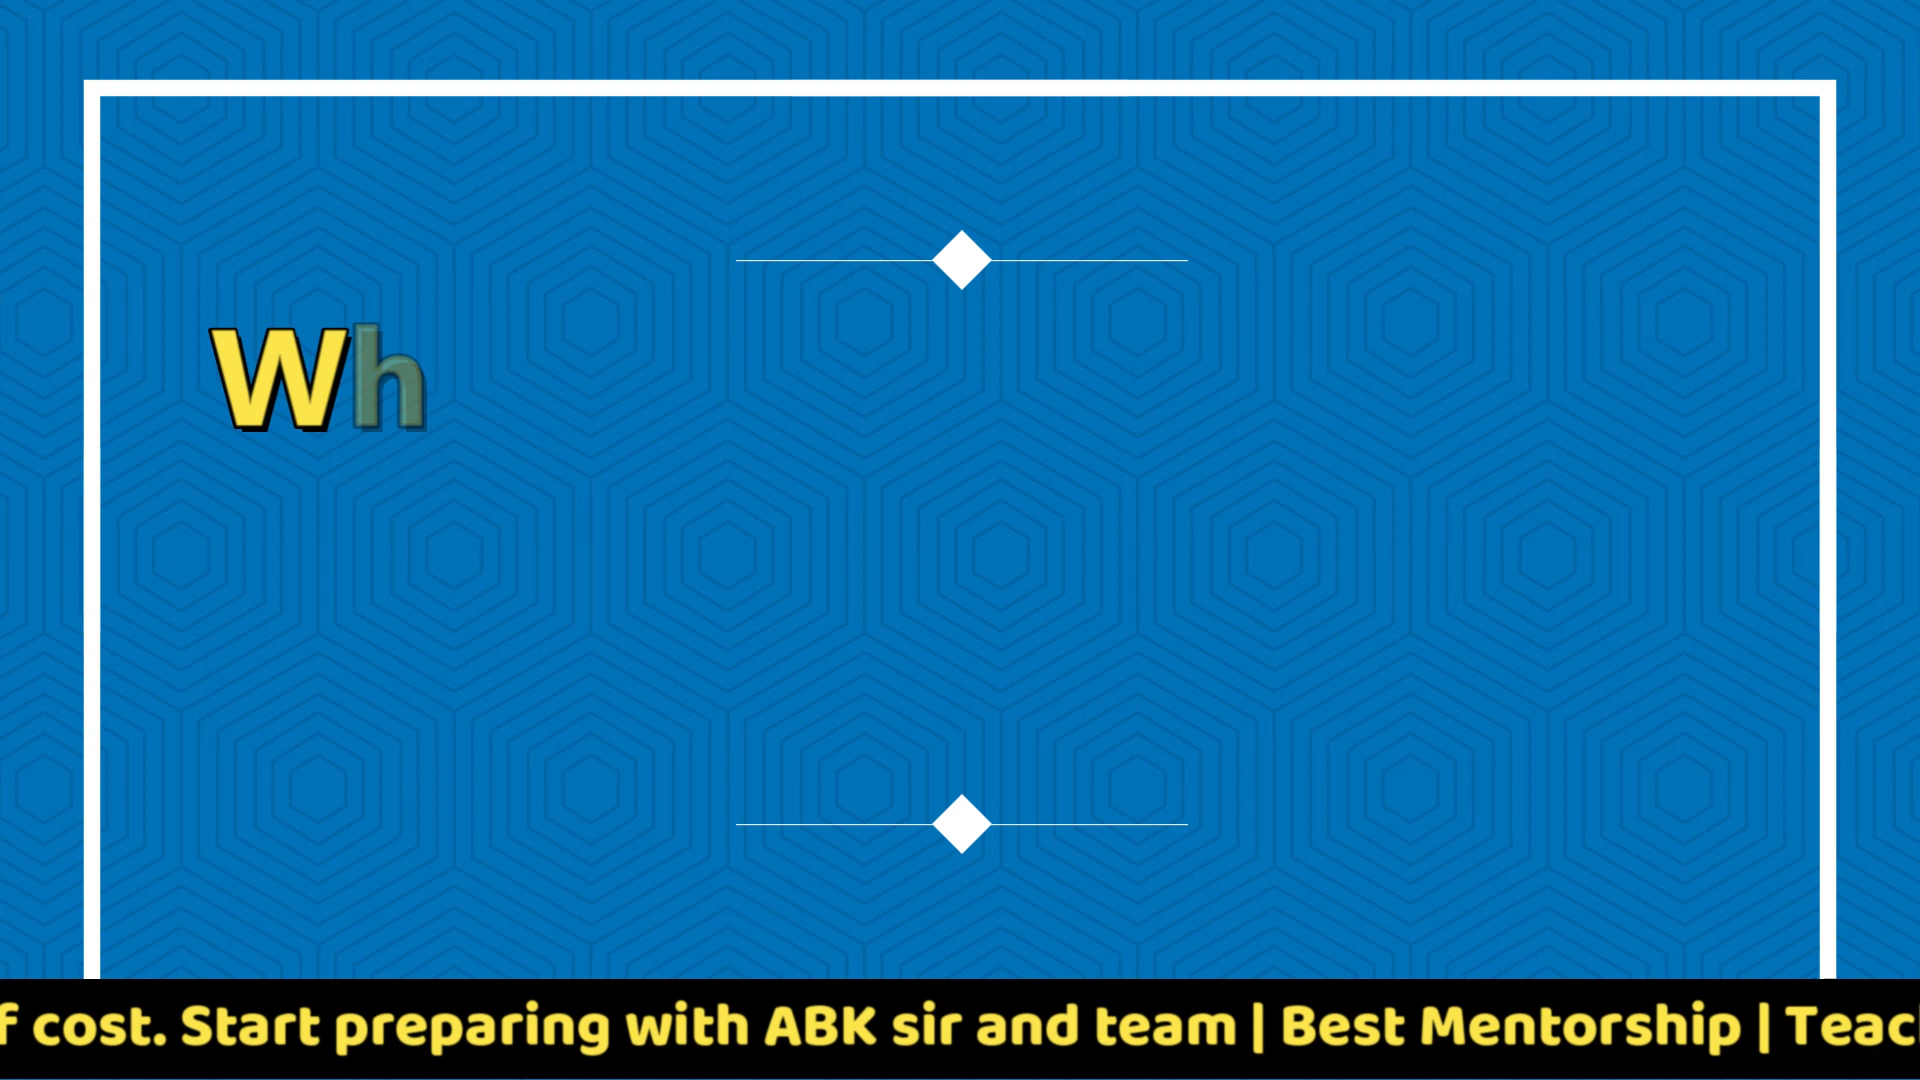 Wh
f cost. Start preparing with ABK sir and team | Best Mentorship | Teac